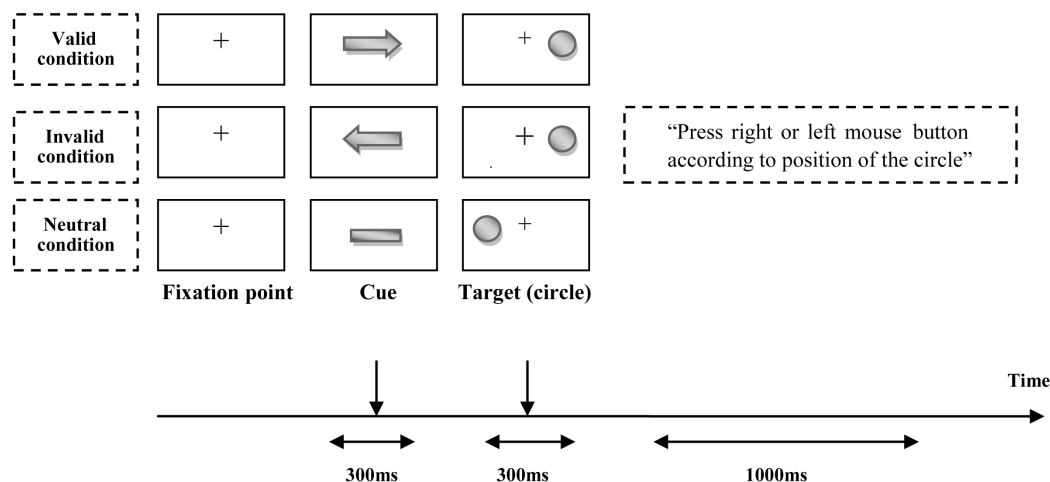 Valid
condition
Invalid
condition
“Press right or left mouse button
according to position of the circle”
Neutral
condition
Fixation point
Cue
Target (circle)
Time
300ms
300ms
1000ms